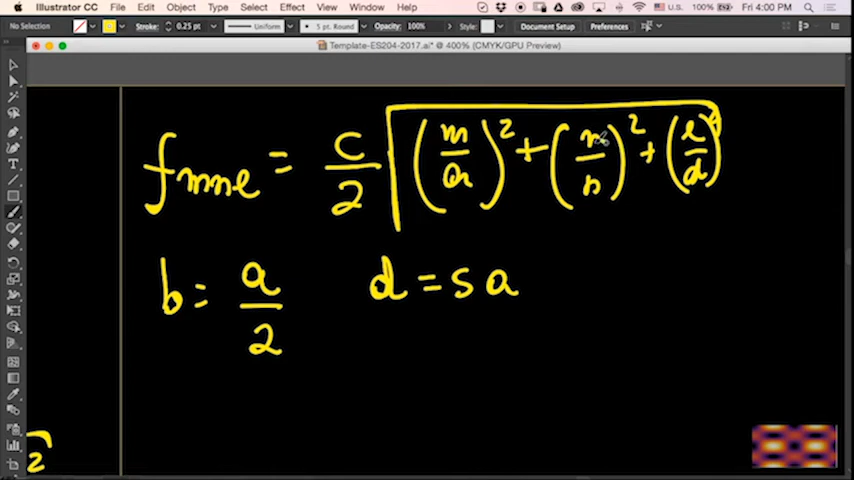 Illustrator CC File Edit Object Type Select Effect View Window Help U.S. 100% Fri 4:00 PM
No Selection Stroke: 0.25 pt Uniform 5 pt. Round Opacity: 100% Style: Document Setup Preferences
Template-ES204-2017.ai* @ 400% (CMYK/GPU Preview)
f_{mnl} = c/2 √((m/a)² + (n/b)² + (l/d)²)
b = a/2 d = s a
2